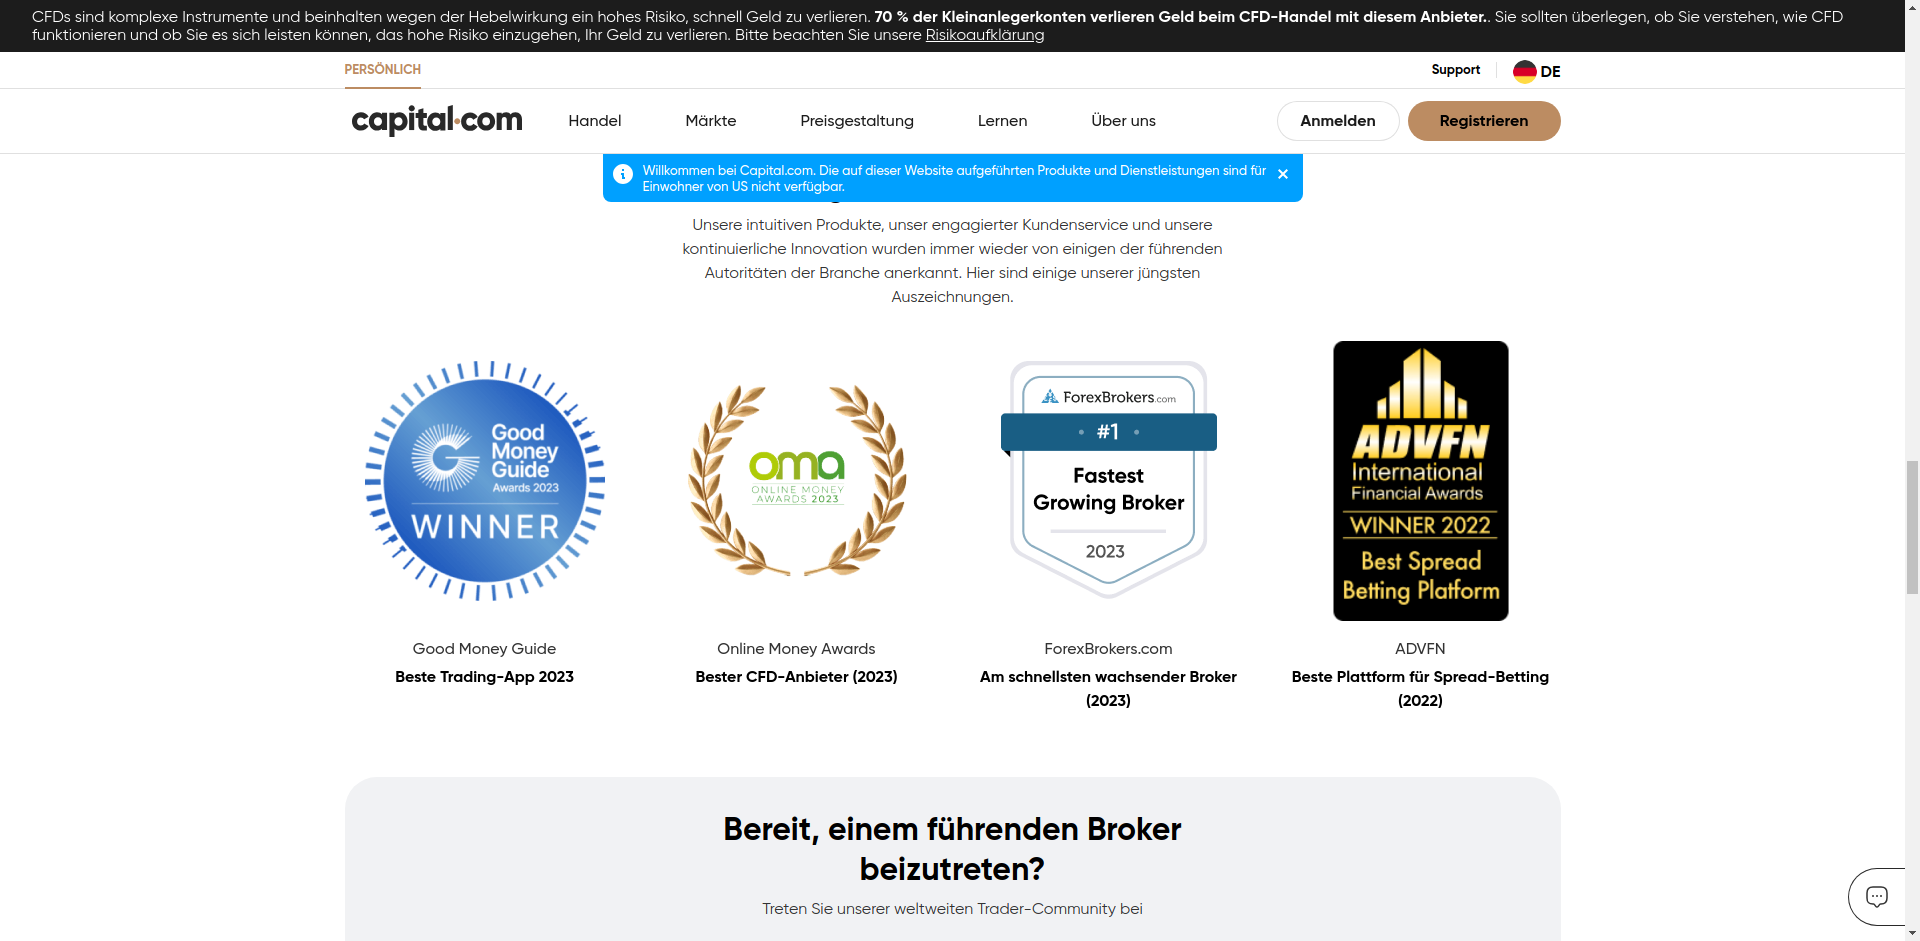 CFDs sind komplexe Instrumente und beinhalten wegen der Hebelwirkung ein hohes Risiko, schnell Geld zu verlieren. 70 % der Kleinanlegerkonten verlieren Geld beim CFD-Handel mit diesem Anbieter.. Sie sollten überlegen, ob Sie verstehen, wie CFD
funktionieren und ob Sie es sich leisten können, das hohe Risiko einzugehen, Ihr Geld zu verlieren. Bitte beachten Sie unsere Risikoaufklärung
PERSÖNLICH
Support
DE
capital.com
Handel
Märkte
Preisgestaltung
Lernen
Über uns
Anmelden
Registrieren
Willkommen bei Capital.com. Die auf dieser Website aufgeführten Produkte und Dienstleistungen sind für
Einwohner von US nicht verfügbar.
Unsere intuitiven Produkte, unser engagierter Kundenservice und unsere
kontinuierliche Innovation wurden immer wieder von einigen der führenden
Autoritäten der Branche anerkannt. Hier sind einige unserer jüngsten
Auszeichnungen.
Good
Money
Guide
Awards 2023
WINNER
oma
ONLINE MONEY
AWARDS 2023
ForexBrokers.com
#1
Fastest
Growing Broker
2023
ADVFN
International
Financial Awards
WINNER 2022
Best Spread
Betting Platform
Good Money Guide
Beste Trading-App 2023
Online Money Awards
Bester CFD-Anbieter (2023)
ForexBrokers.com
Am schnellsten wachsender Broker
(2023)
ADVFN
Beste Plattform für Spread-Betting
(2022)
Bereit, einem führenden Broker
beizutreten?
Treten Sie unserer weltweiten Trader-Community bei